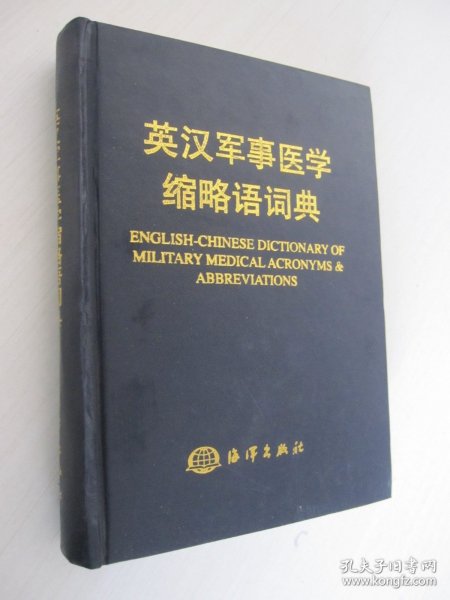 英汉军事医学
缩略语词典
ENGLISH-CHINESE DICTIONARY OF
MILITARY MEDICAL ACRONYMS &
ABBREVIATIONS
海洋出版社
孔夫子旧书网
www.kongfz.com